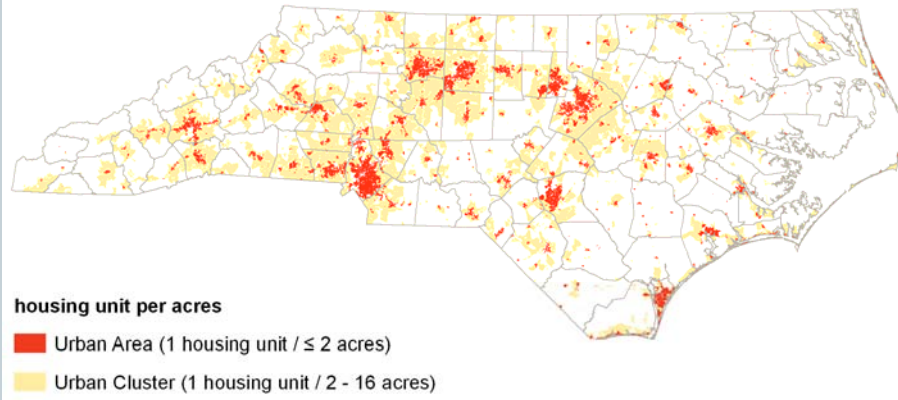 housing unit per acres
Urban Area (1 housing unit / ≤ 2 acres)
Urban Cluster (1 housing unit / 2 - 16 acres)